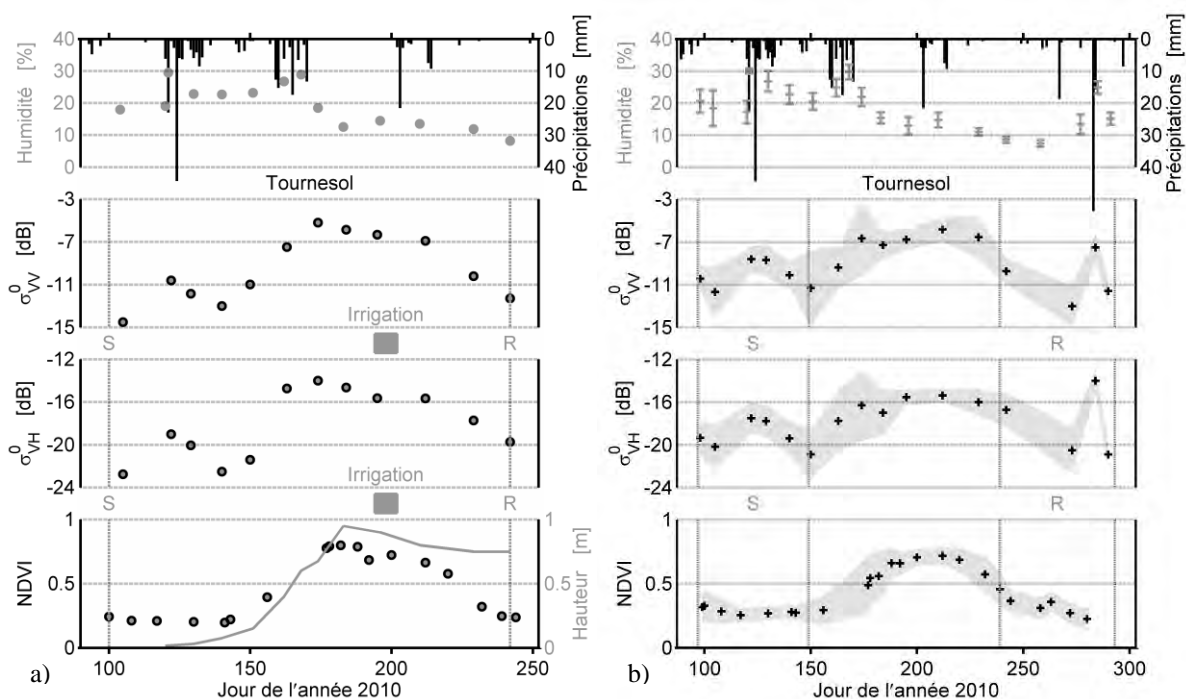 40 30 20 10 0
Humidité [%]
0 10 20 30 40
Précipitations [mm]
Tournesol
-3 -7 -11 -15
σ⁰VV [dB]
Irrigation
S R
-12 -16 -20 -24
σ⁰VH [dB]
Irrigation
S R
1 0.5 0
NDVI
1 0.5 0
Hauteur [m]
100 150 200 250
a) Jour de l'année 2010
40 30 20 10 0
Humidité [%]
0 10 20 30 40
Précipitations [mm]
Tournesol
-3 -7 -11 -15
σ⁰VV [dB]
S R
-12 -16 -20 -24
σ⁰VH [dB]
S R
1 0.5 0
NDVI
100 150 200 250 300
b) Jour de l'année 2010